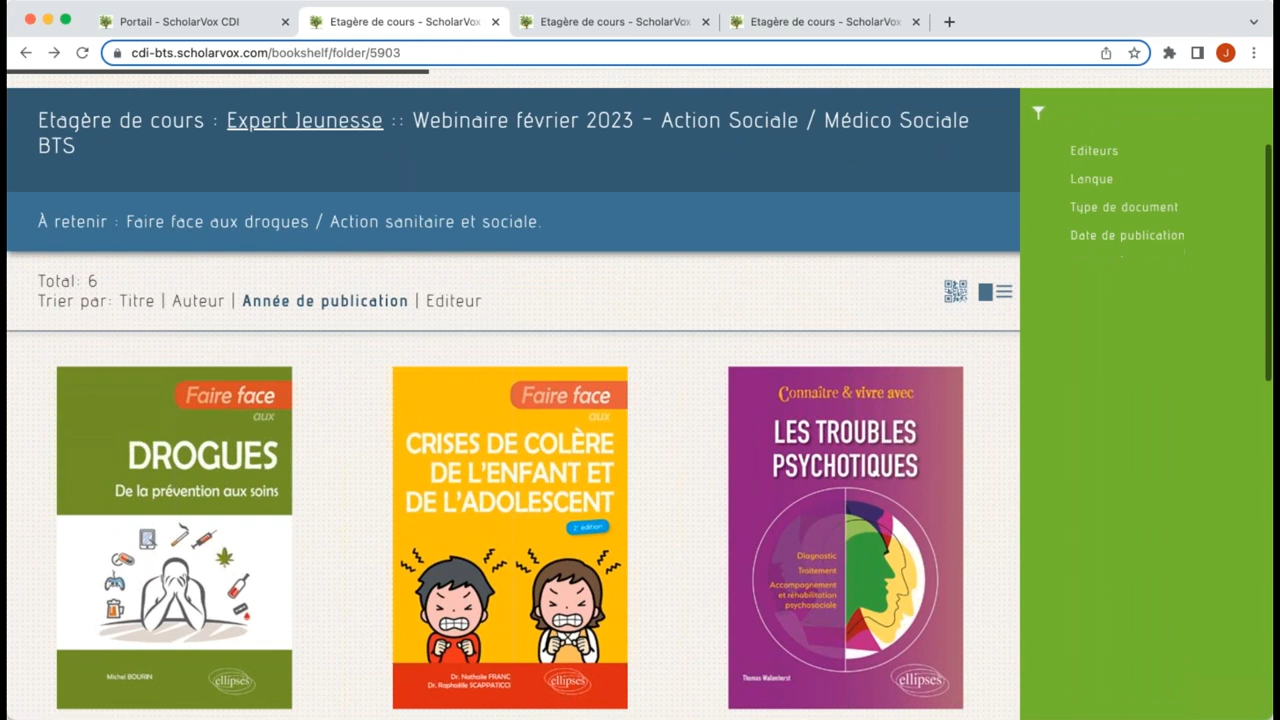 Portail - ScholarVox CDI
Etagère de cours - ScholarVox
Etagère de cours - ScholarVox
Etagère de cours - ScholarVox
cdi-bts.scholarvox.com/bookshelf/folder/5903
J
Etagère de cours : Expert Jeunesse :: Webinaire février 2023 - Action Sociale / Médico Sociale
BTS
À retenir : Faire face aux drogues / Action sanitaire et sociale.
Editeurs
Langue
Type de document
Date de publication
Total: 6
Trier par: Titre | Auteur | Année de publication | Editeur
Faire face
aux
DROGUES
De la prévention aux soins
Michel BOURIN
ellipses
Faire face
aux
CRISES DE COLÈRE
DE L'ENFANT ET
DE L'ADOLESCENT
2e édition
Dr. Nathalie FRANC
Dr. Raphaëlle SCAPPATICCI
ellipses
Connaître & vivre avec
LES TROUBLES
PSYCHOTIQUES
Diagnostic
Traitement
Accompagnement
et réhabilitation
psychosociale
Thomas Wallenhorst
ellipses